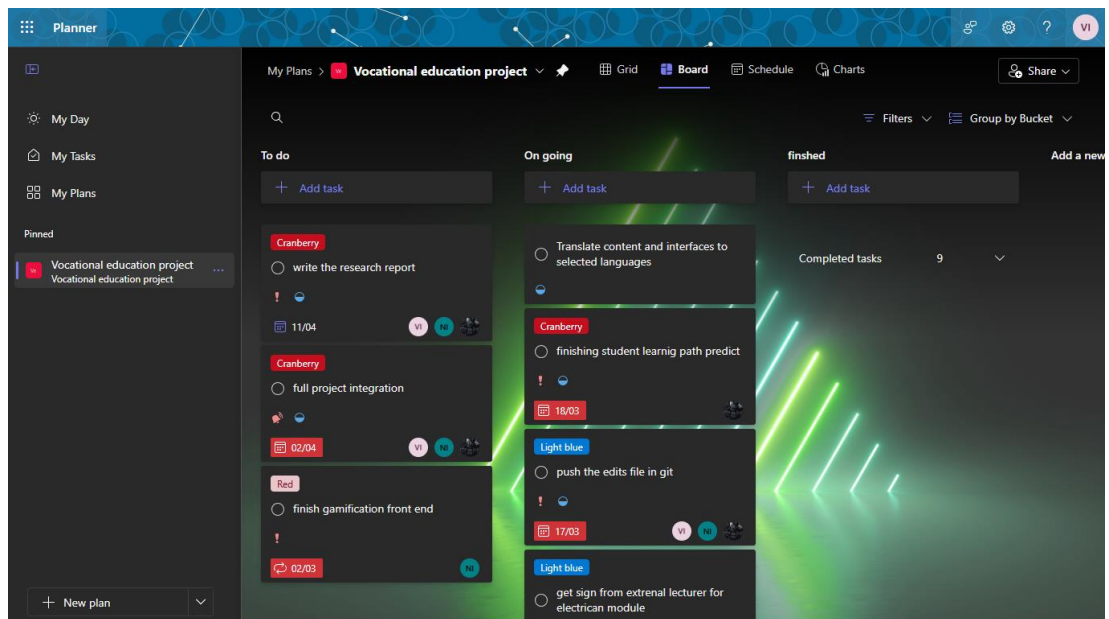 Planner
VI
My Plans > Vocational education project
Grid
Board
Schedule
Charts
Share
My Day
My Tasks
My Plans
Pinned
Vocational education project
Vocational education project
New plan
Filters
Group by Bucket
To do
Add task
Cranberry
write the research report
11/04
VI
NI
Cranberry
full project integration
02/04
VI
NI
Red
finish gamification front end
02/03
NI
On going
Add task
Translate content and interfaces to
selected languages
Cranberry
finishing student learnig path predict
18/03
Light blue
push the edits file in git
17/03
VI
NI
Light blue
get sign from extrenal lecturer for
electrican module
finshed
Add task
Completed tasks 9
Add a new